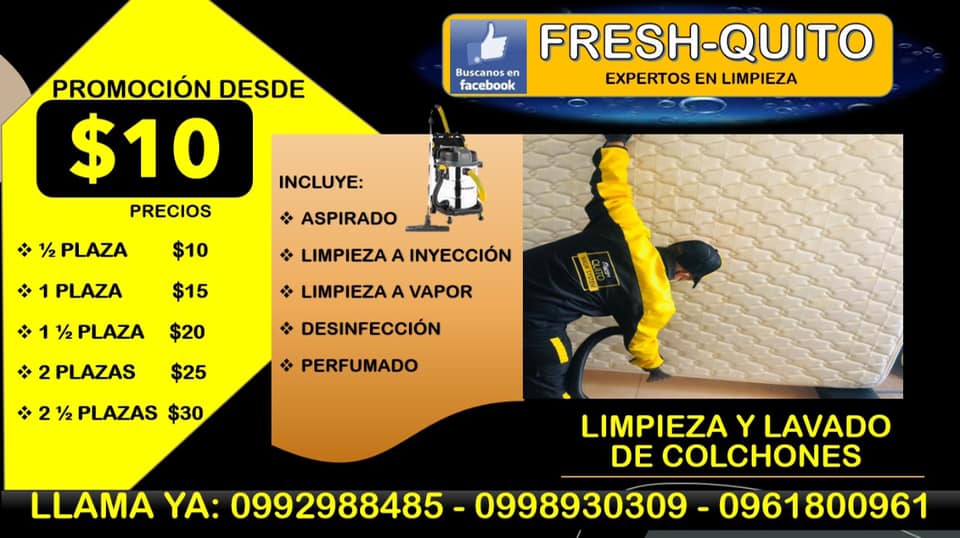 Buscanos en
facebook
FRESH-QUITO
EXPERTOS EN LIMPIEZA
PROMOCIÓN DESDE
$10
PRECIOS
❖ ½ PLAZA $10
❖ 1 PLAZA $15
❖ 1 ½ PLAZA $20
❖ 2 PLAZAS $25
❖ 2 ½ PLAZAS $30
INCLUYE:
❖ ASPIRADO
❖ LIMPIEZA A INYECCIÓN
❖ LIMPIEZA A VAPOR
❖ DESINFECCIÓN
❖ PERFUMADO
QUITO
LIMPIEZA Y LAVADO
DE COLCHONES
LLAMA YA: 0992988485 - 0998930309 - 0961800961